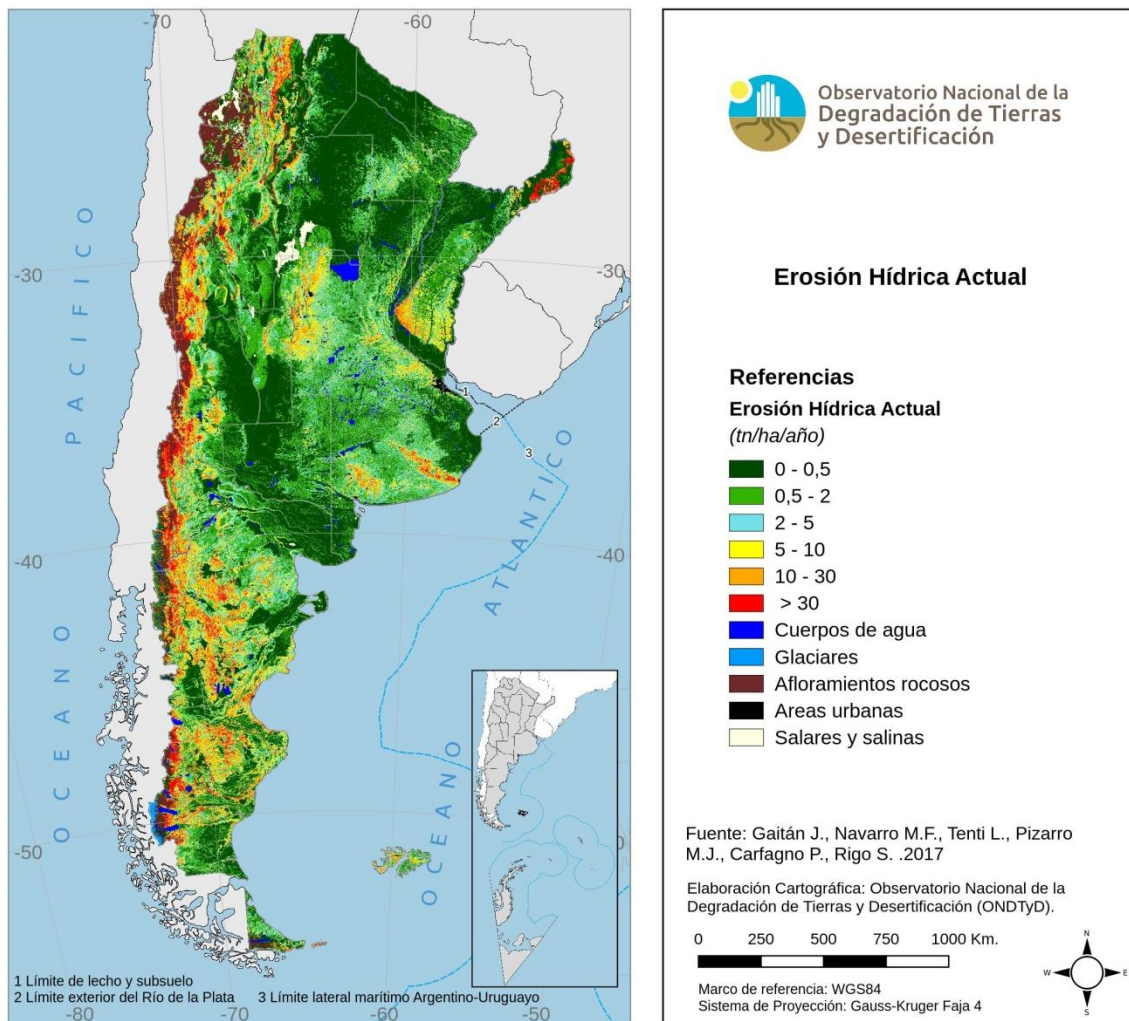 -70
-60
-30
-30
-40
-40
-50
-80
-70
-60
-50
OCEANO PACIFICO
OCEANO ATLANTICO
1
2
3
1 Límite de lecho y subsuelo
2 Límite exterior del Río de la Plata
3 Límite lateral marítimo Argentino-Uruguayo
Observatorio Nacional de la
Degradación de Tierras
y Desertificación
Erosión Hídrica Actual
Referencias
Erosión Hídrica Actual
(tn/ha/año)
0 - 0,5
0,5 - 2
2 - 5
5 - 10
10 - 30
> 30
Cuerpos de agua
Glaciares
Afloramientos rocosos
Areas urbanas
Salares y salinas
Fuente: Gaitán J., Navarro M.F., Tenti L., Pizarro
M.J., Carfagno P., Rigo S. .2017
Elaboración Cartográfica: Observatorio Nacional de la
Degradación de Tierras y Desertificación (ONDTyD).
0 250 500 750 1000 Km.
Marco de referencia: WGS84
Sistema de Proyección: Gauss-Kruger Faja 4
N
W E
S